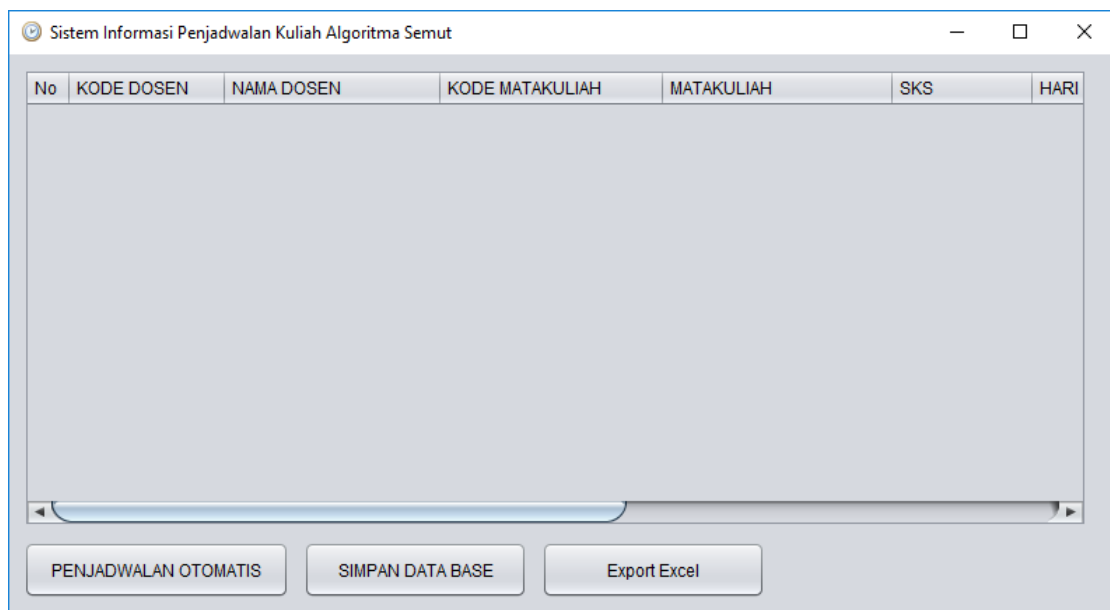 Sistem Informasi Penjadwalan Kuliah Algoritma Semut
No KODE DOSEN NAMA DOSEN KODE MATAKULIAH MATAKULIAH SKS HARI
PENJADWALAN OTOMATIS SIMPAN DATA BASE Export Excel